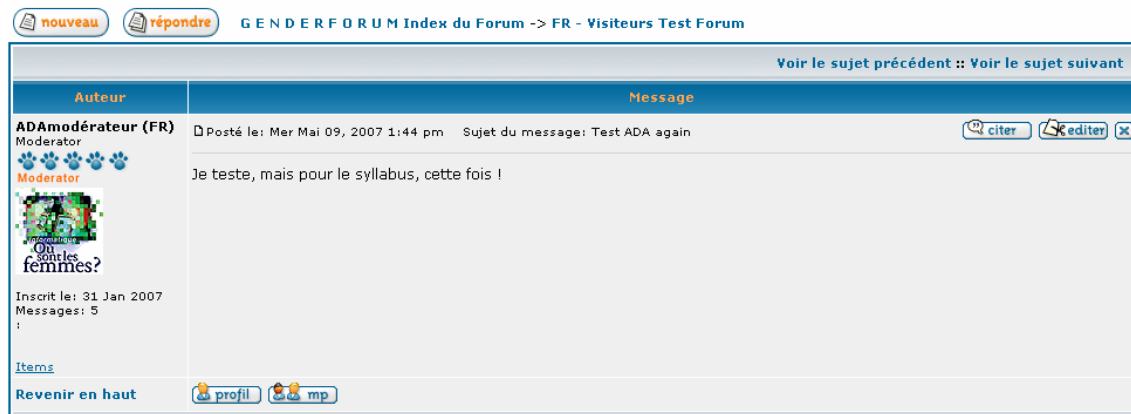 nouveau répondre G E N D E R F O R U M Index du Forum -> FR - Visiteurs Test Forum
Voir le sujet précédent :: Voir le sujet suivant
Auteur Message
ADAmodérateur (FR) Posté le: Mer Mai 09, 2007 1:44 pm Sujet du message: Test ADA again citer editer x
Moderator
Moderator
Je teste, mais pour le syllabus, cette fois !
informatique
Où
sont les
femmes?
Inscrit le: 31 Jan 2007
Messages: 5
:
Items
Revenir en haut profil mp